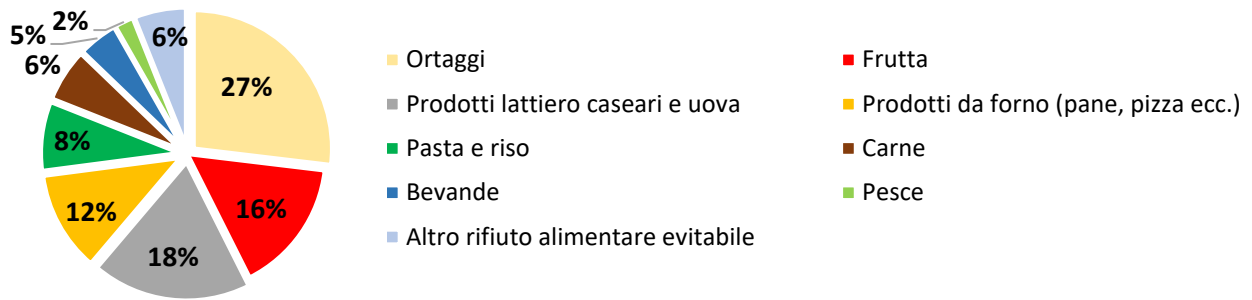 2%
5%
6%
6%
27%
8%
12%
16%
18%
Ortaggi
Frutta
Prodotti lattiero caseari e uova
Prodotti da forno (pane, pizza ecc.)
Pasta e riso
Carne
Bevande
Pesce
Altro rifiuto alimentare evitabile